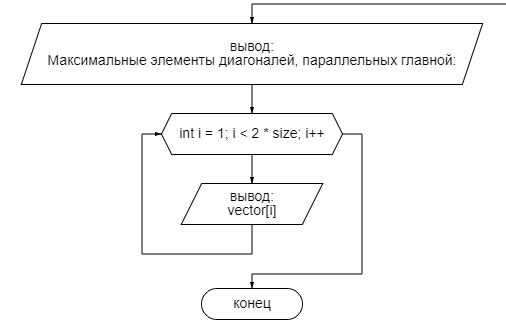 вывод:
Максимальные элементы диагоналей, параллельных главной:
int i = 1; i < 2 * size; i++
вывод:
vector[i]
конец